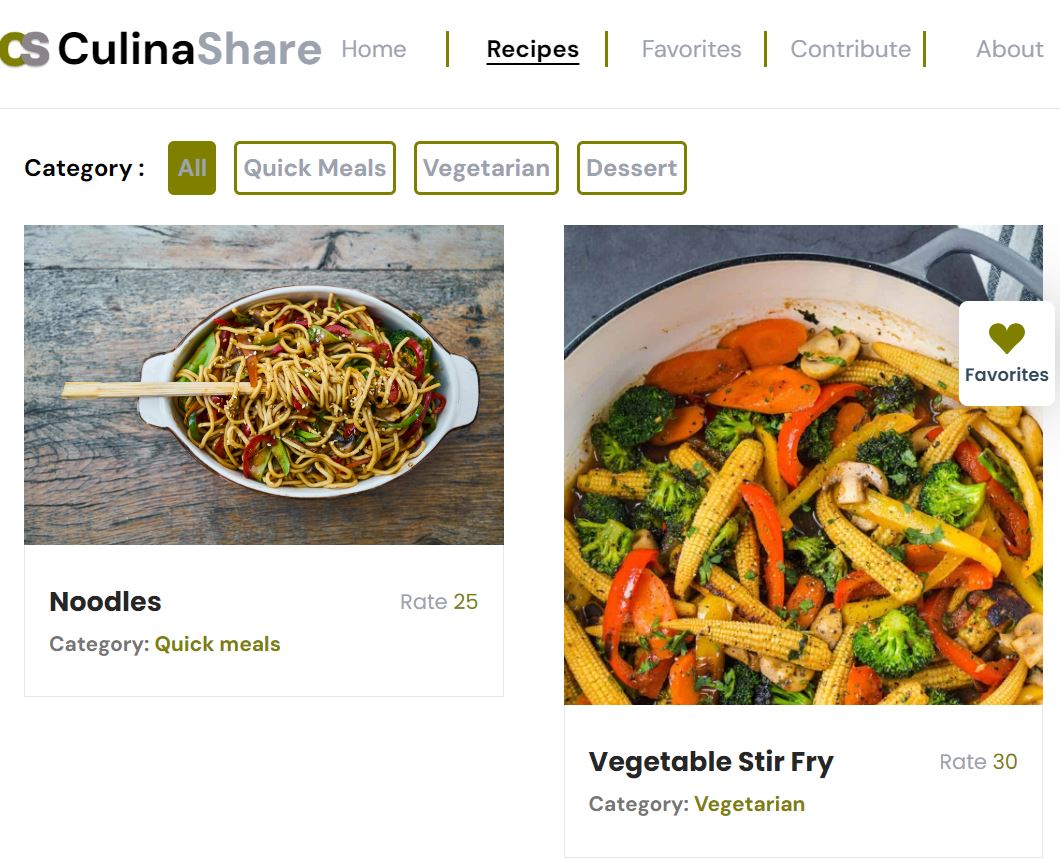 CS CulinaShare Home Recipes Favorites Contribute About
Category : All Quick Meals Vegetarian Dessert
Favorites
Noodles Rate 25
Category: Quick meals
Vegetable Stir Fry Rate 30
Category: Vegetarian